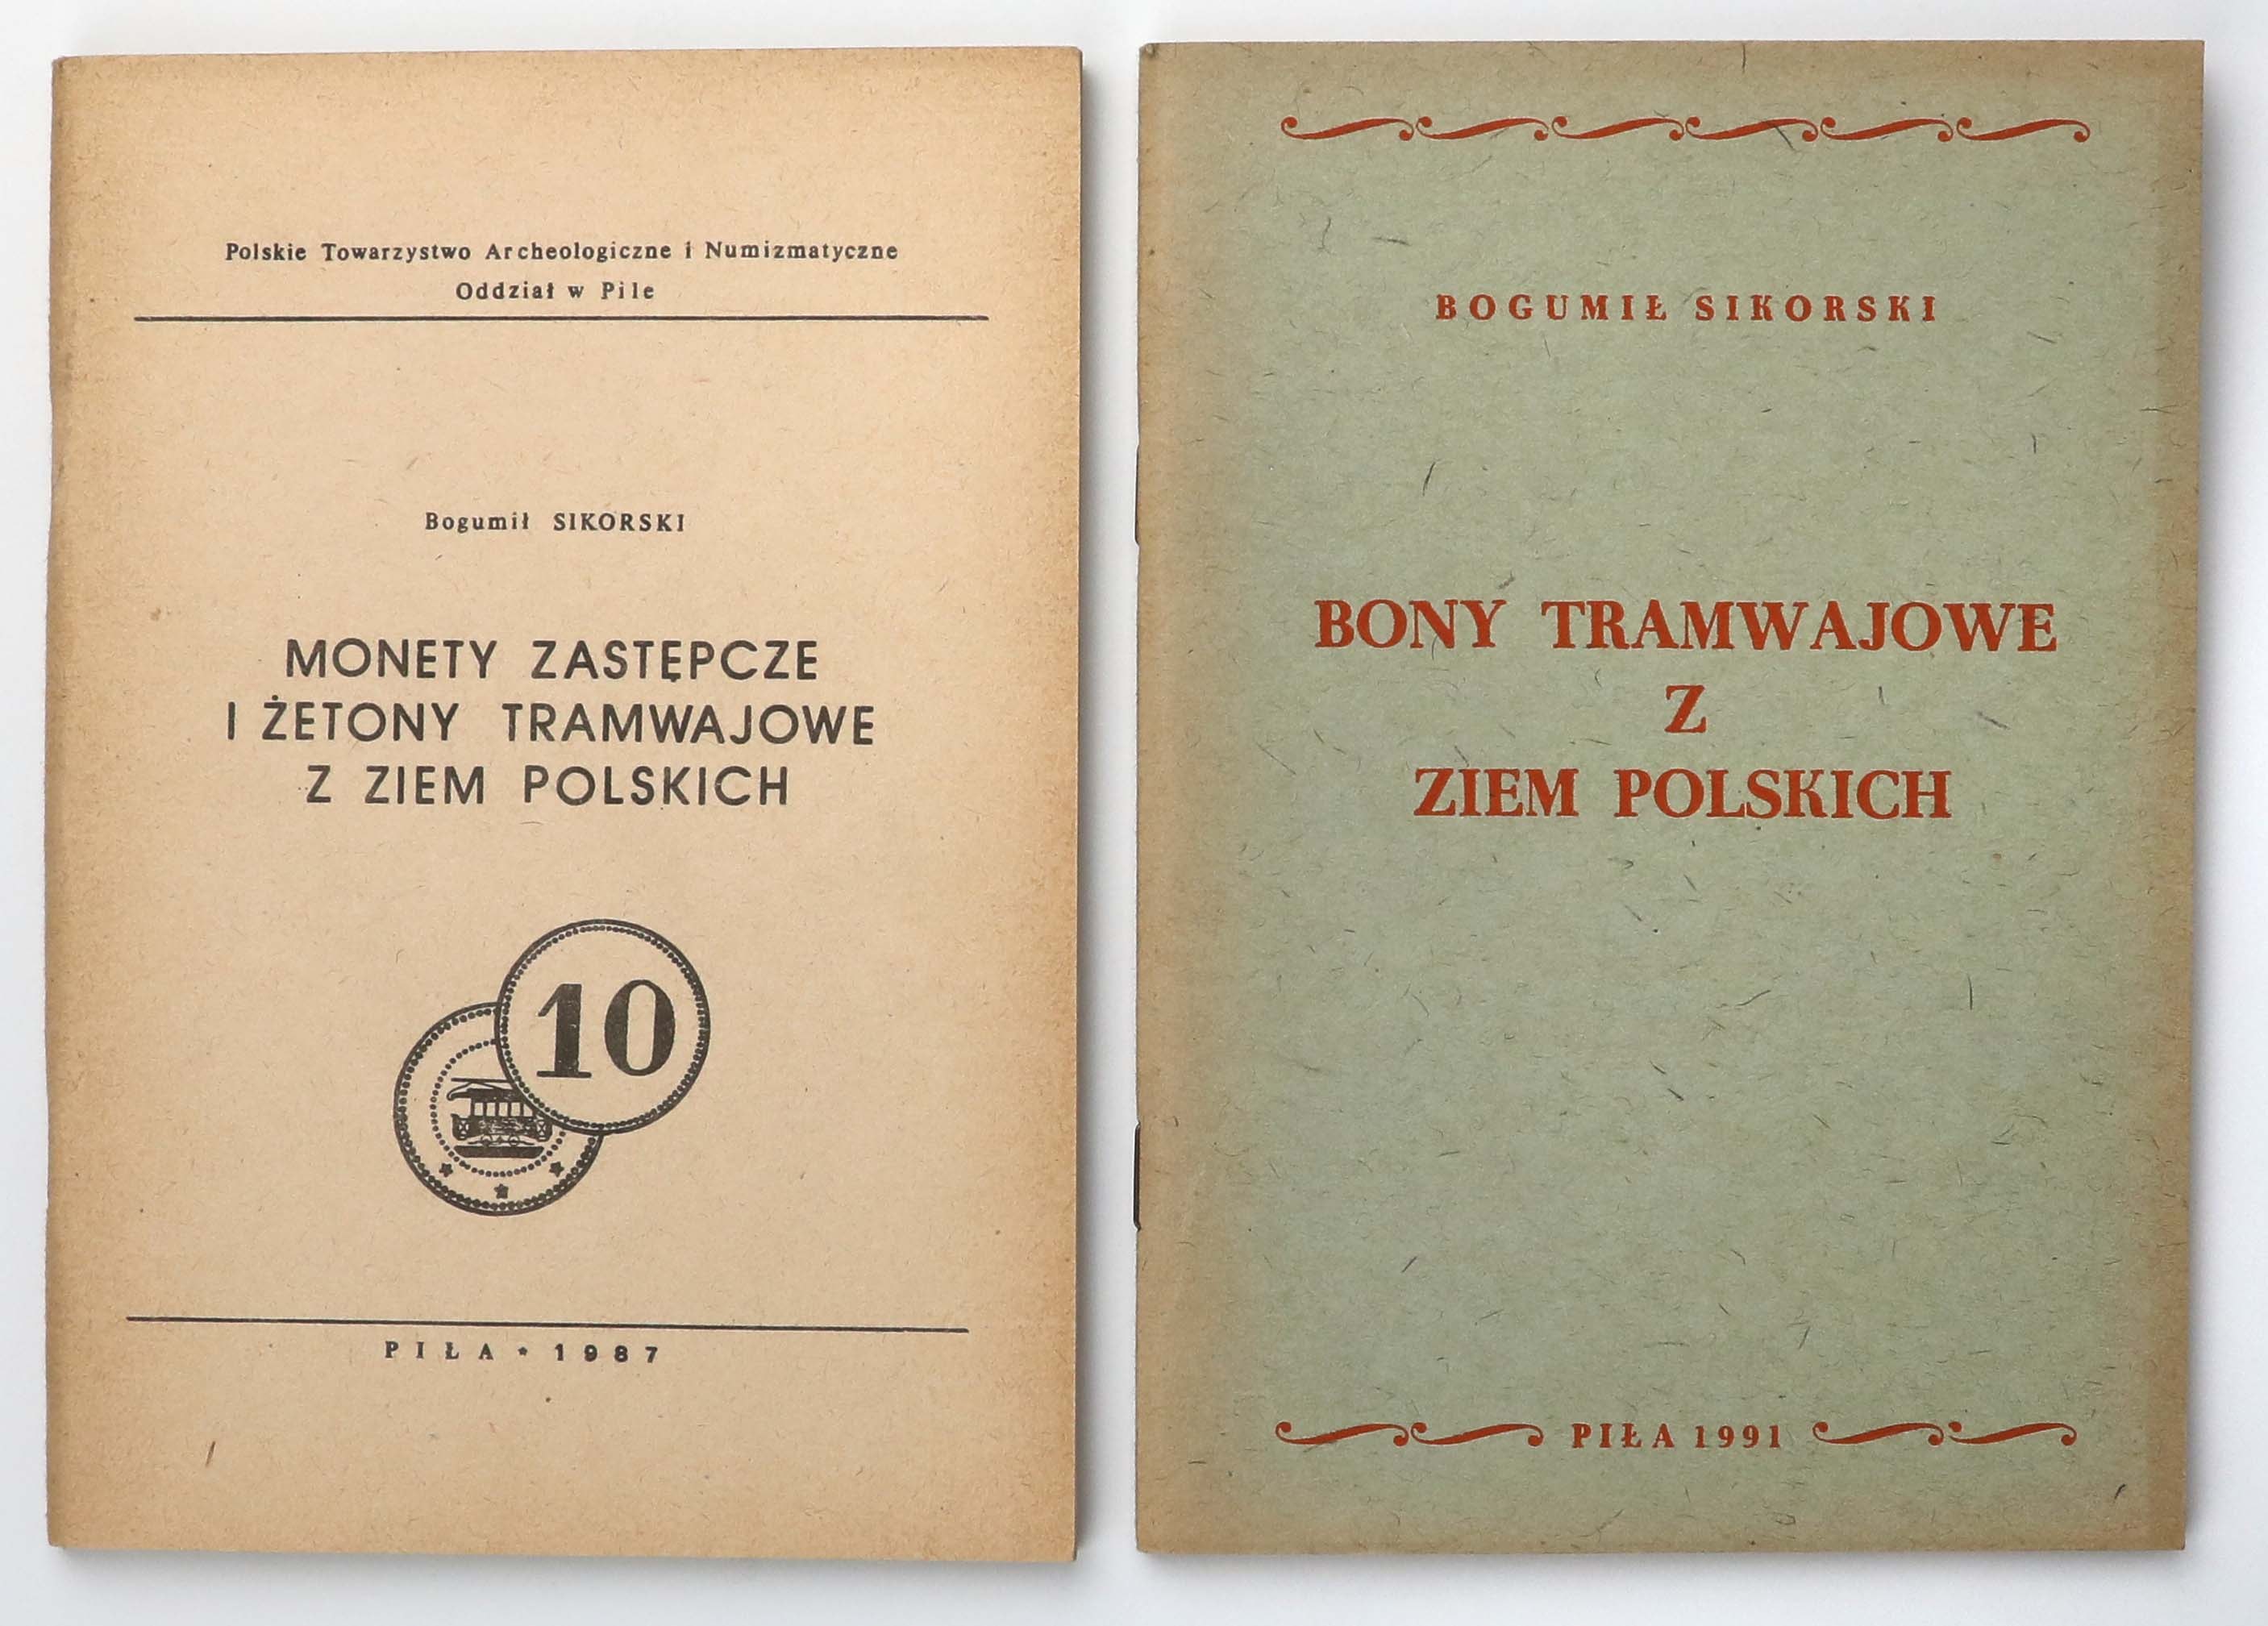 Polskie Towarzystwo Archeologiczne i Numizmatyczne
Oddział w Pile
Bogumił SIKORSKI
MONETY ZASTĘPCZE
I ŻETONY TRAMWAJOWE
Z ZIEM POLSKICH
10
PIŁA * 1987
BOGUMIŁ SIKORSKI
BONY TRAMWAJOWE
Z
ZIEM POLSKICH
PIŁA 1991